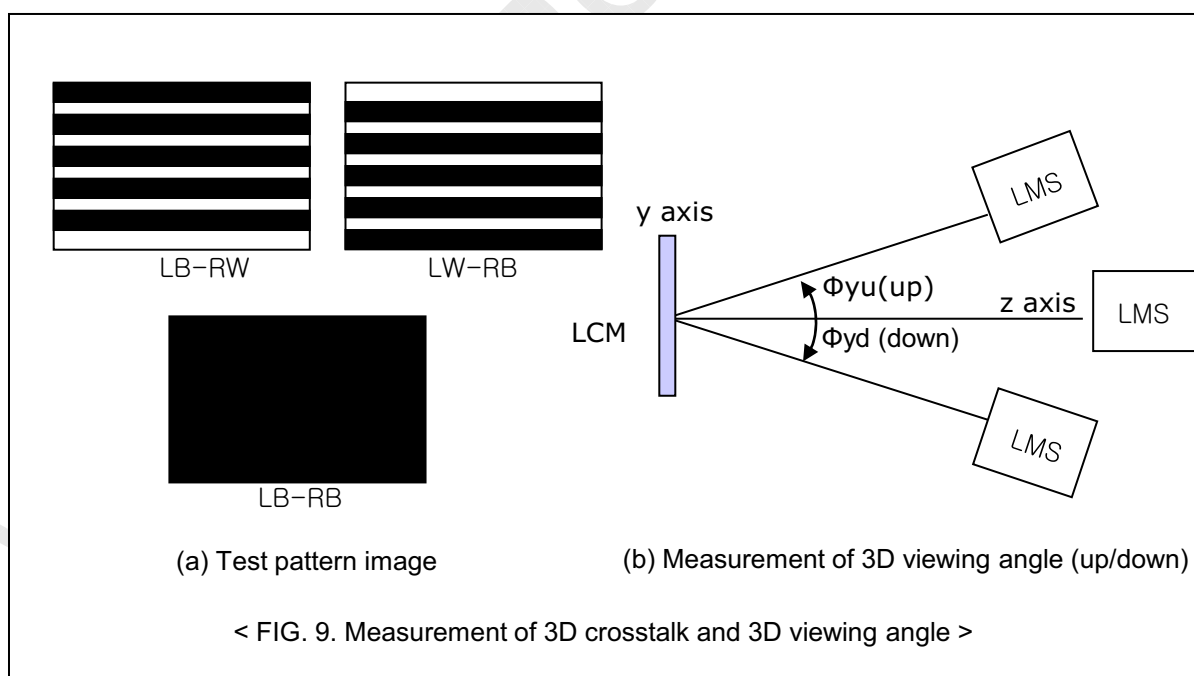 LB-RW
LW-RB
LB-RB
(a) Test pattern image
y axis
LCM
Φyu(up)
z axis
Φyd (down)
LMS
LMS
LMS
(b) Measurement of 3D viewing angle (up/down)
< FIG. 9. Measurement of 3D crosstalk and 3D viewing angle >